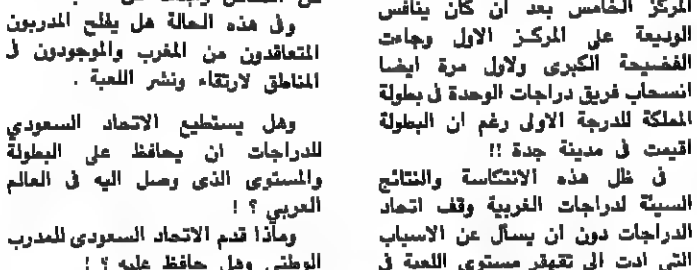 المركز الخامس بعد ان كان ينافس
الوديعة على المركز الاول وجاءت
الفضيحة الكبرى ولاول مرة ايضا
انسحاب فريق دراجات الوحدة في بطولة
المملكة للدرجة الاولى رغم ان البطولة
اقيمت في مدينة جدة !!
في ظل هذه الانتكاسة والنتائج
السيئة لدراجات الغربية وقف اتحاد
الدراجات دون ان يسأل عن الاسباب
التي ادت الى تقهقر مستوى اللعبة في
وفي هذه الحالة هل يفلح المدربون
المتعاقدون من المغرب والموجودون في
المناطق لارتقاء ونشر اللعبة .
وهل يستطيع الاتحاد السعودي
للدراجات ان يحافظ على البطولة
والمستوى الذى وصل اليه في العالم
العربي ؟ !
وماذا قدم الاتحاد السعودى للمدرب
الوطني وهل حافظ عليه ؟ !